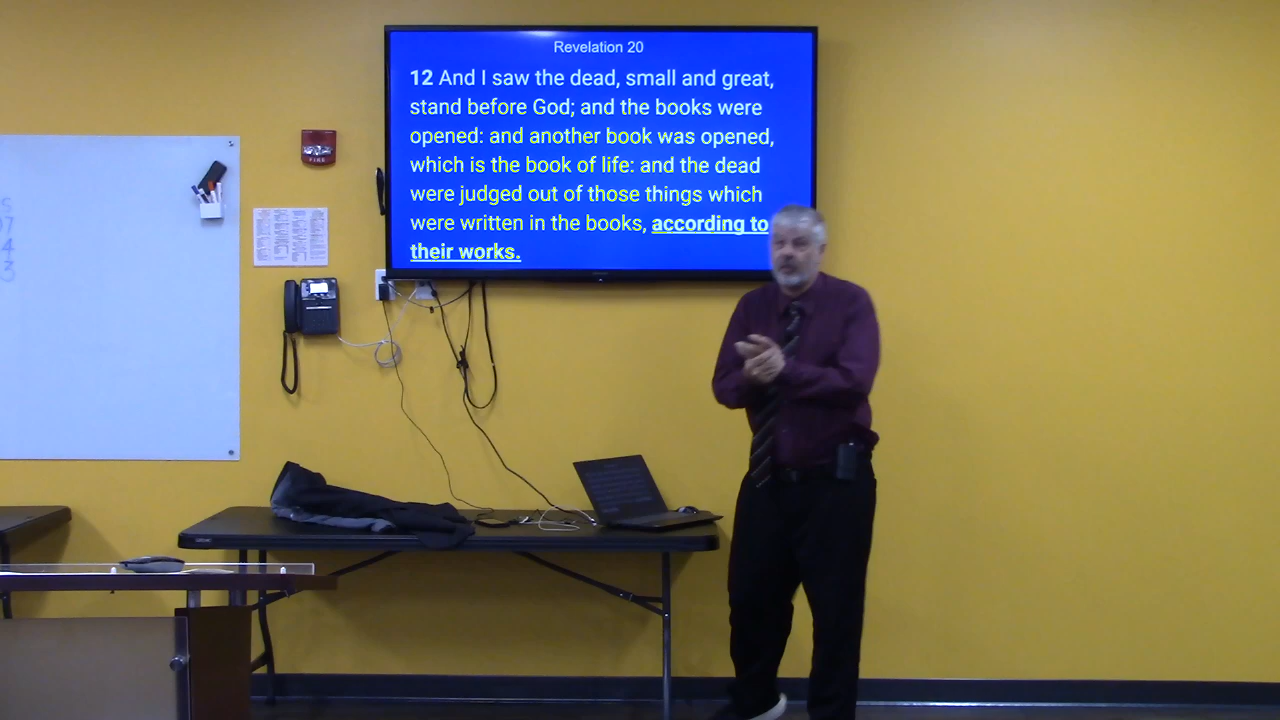 Revelation 20
12 And I saw the dead, small and great,
stand before God; and the books were
opened: and another book was opened,
which is the book of life: and the dead
were judged out of those things which
were written in the books, according to
their works.
FIRE